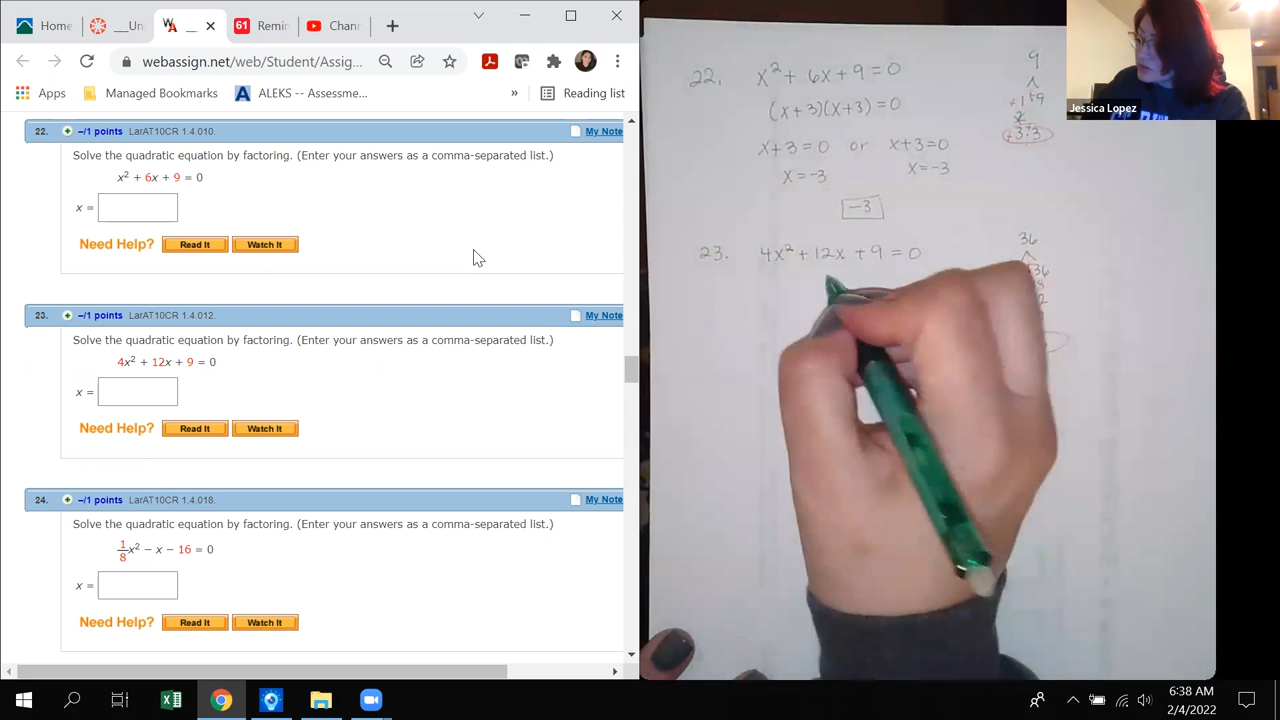 Home
__Un
61
Remin
Chann
webassign.net/web/Student/Assig...
Apps
Managed Bookmarks
ALEKS -- Assessme...
»
Reading list
22.
–/1 points
LarAT10CR 1.4.010.
My Note
Solve the quadratic equation by factoring. (Enter your answers as a comma-separated list.)
x² + 6x + 9 = 0
x =
Need Help?
Read It
Watch It
23.
–/1 points
LarAT10CR 1.4.012.
My Note
Solve the quadratic equation by factoring. (Enter your answers as a comma-separated list.)
4x² + 12x + 9 = 0
x =
Need Help?
Read It
Watch It
24.
–/1 points
LarAT10CR 1.4.018.
My Note
Solve the quadratic equation by factoring. (Enter your answers as a comma-separated list.)
1/8x² − x − 16 = 0
x =
Need Help?
Read It
Watch It
22. x² + 6x + 9 = 0
(x+3)(x+3) = 0
x+3 = 0 or x+3 = 0
x = -3 x = -3
-3
9
+1 +9
+3 +3
23. 4x² + 12x + 9 = 0
36
Jessica Lopez
6:38 AM
2/4/2022